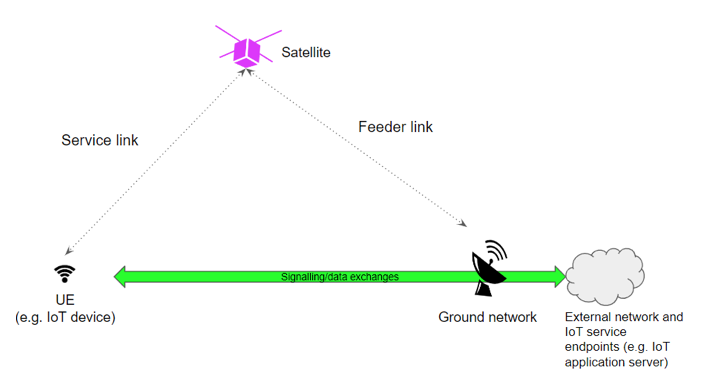 Satellite
Service link
Feeder link
Signalling/data exchanges
UE
(e.g. IoT device)
Ground network
External network and
IoT service
endpoints (e.g. IoT
application server)